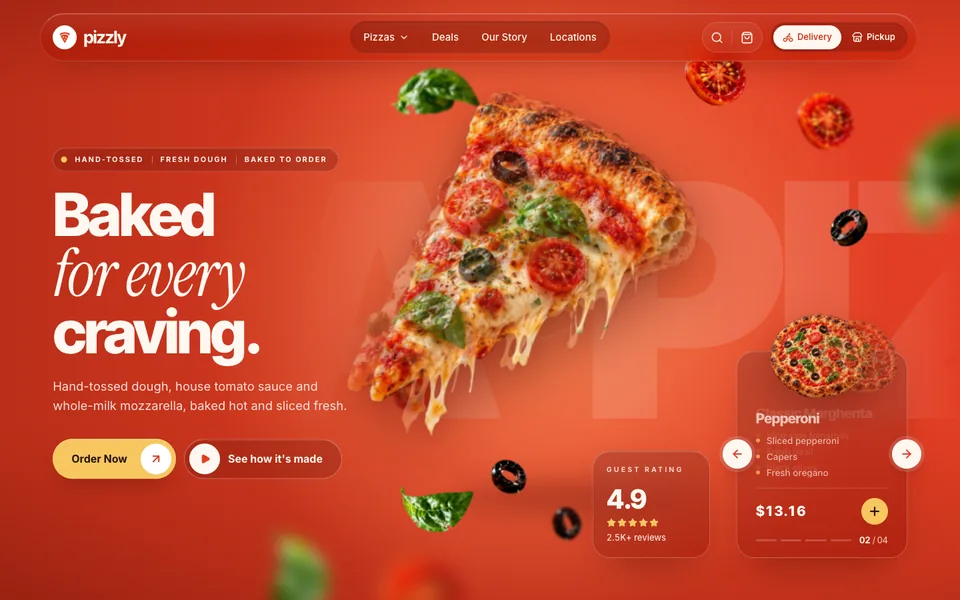 pizzly
Pizzas
Deals
Our Story
Locations
Delivery
Pickup
HAND-TOSSED | FRESH DOUGH | BAKED TO ORDER
Baked
for every
craving.
Hand-tossed dough, house tomato sauce and
whole-milk mozzarella, baked hot and sliced fresh.
Order Now
See how it's made
GUEST RATING
4.9
2.5K+ reviews
Classic Margherita
Pepperoni
Sliced pepperoni
Capers
Fresh oregano
$13.16
02 / 04